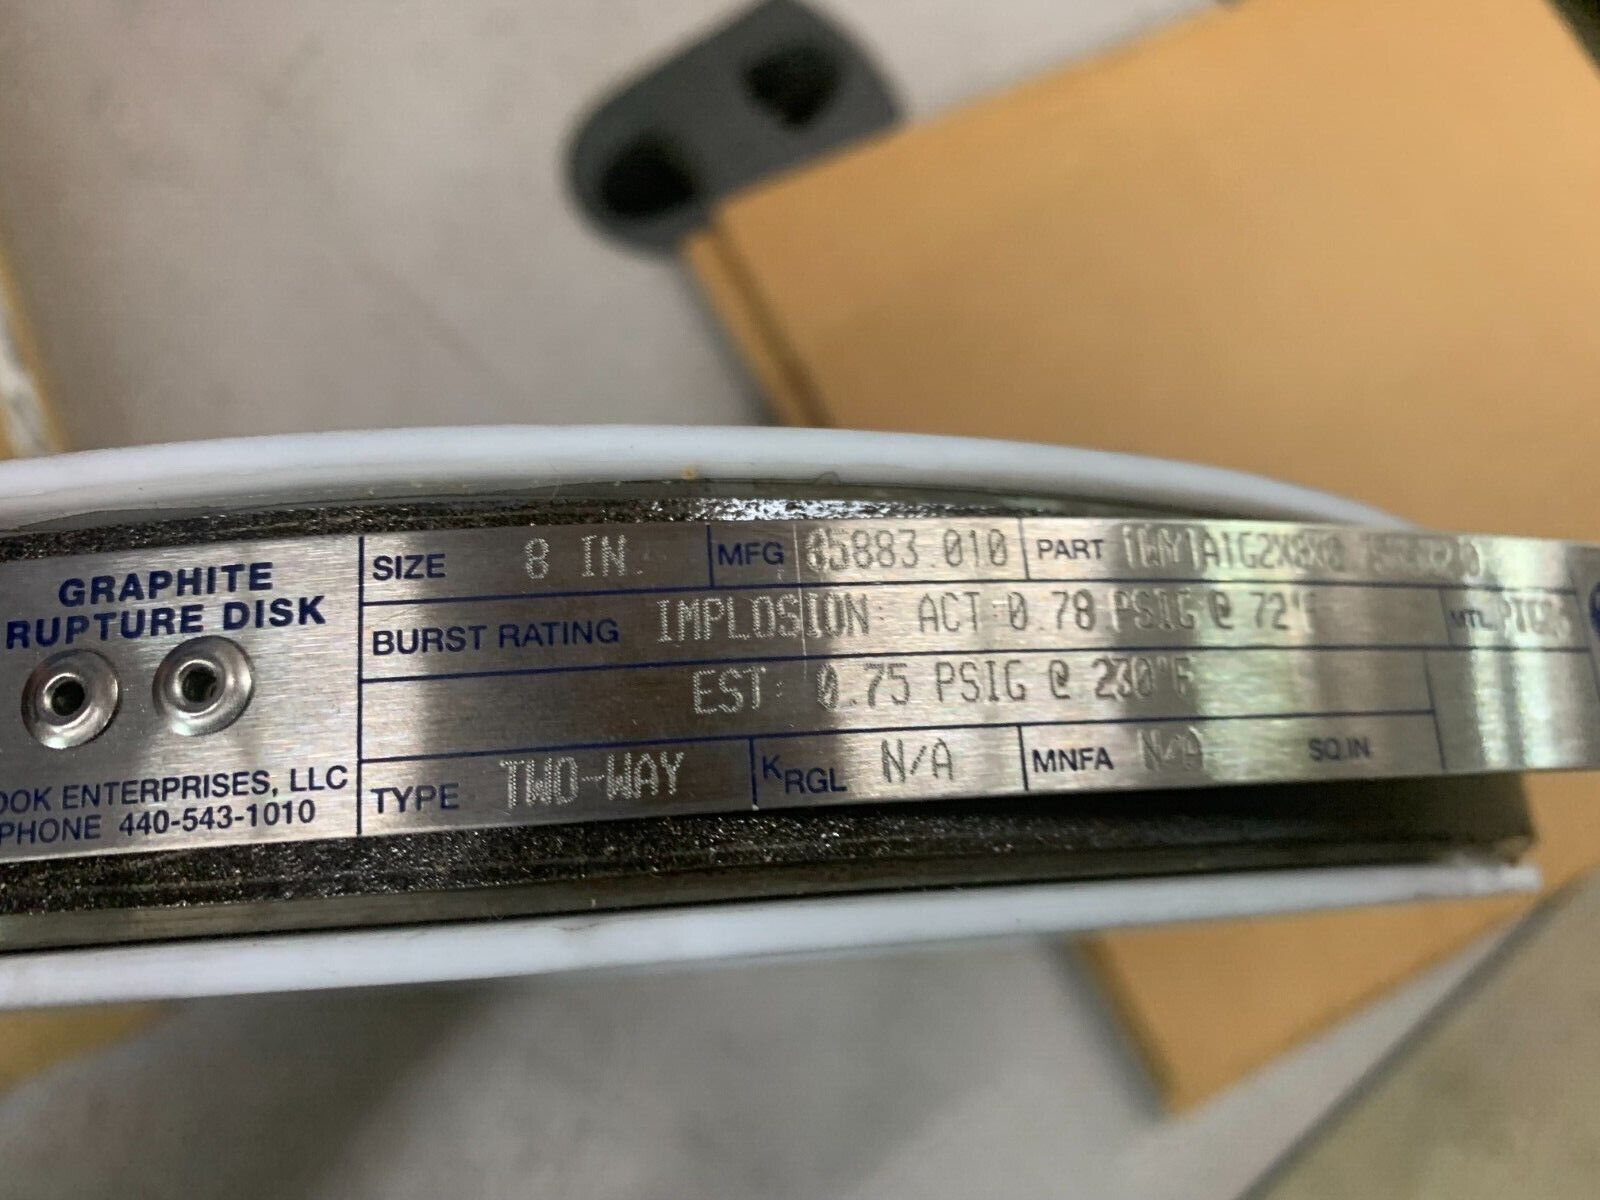 GRAPHITE
RUPTURE DISK
OOK ENTERPRISES, LLC
PHONE 440-543-1010
SIZE 8 IN. MFG 05883.010 PART
BURST RATING IMPLOSION: ACT 0.78 PSIG @ 72°F MTL
EST: 0.75 PSIG @ 230°F
TYPE TWO-WAY KRGL N/A MNFA N/A SQ.IN